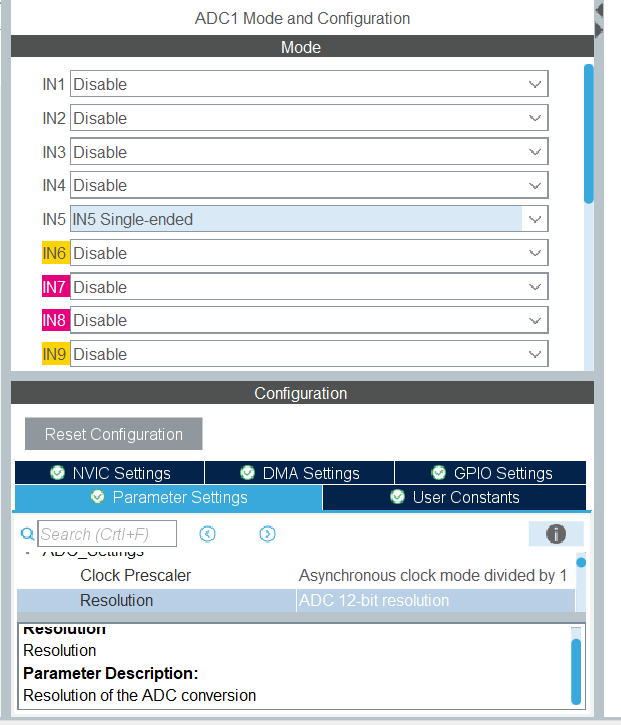 ADC1 Mode and Configuration
Mode
IN1 Disable
IN2 Disable
IN3 Disable
IN4 Disable
IN5 IN5 Single-ended
IN6 Disable
IN7 Disable
IN8 Disable
IN9 Disable
Configuration
Reset Configuration
NVIC Settings DMA Settings GPIO Settings
Parameter Settings User Constants
Search (Crtl+F)
ADC_Settings
Clock Prescaler Asynchronous clock mode divided by 1
Resolution ADC 12-bit resolution
Resolution
Resolution
Parameter Description:
Resolution of the ADC conversion